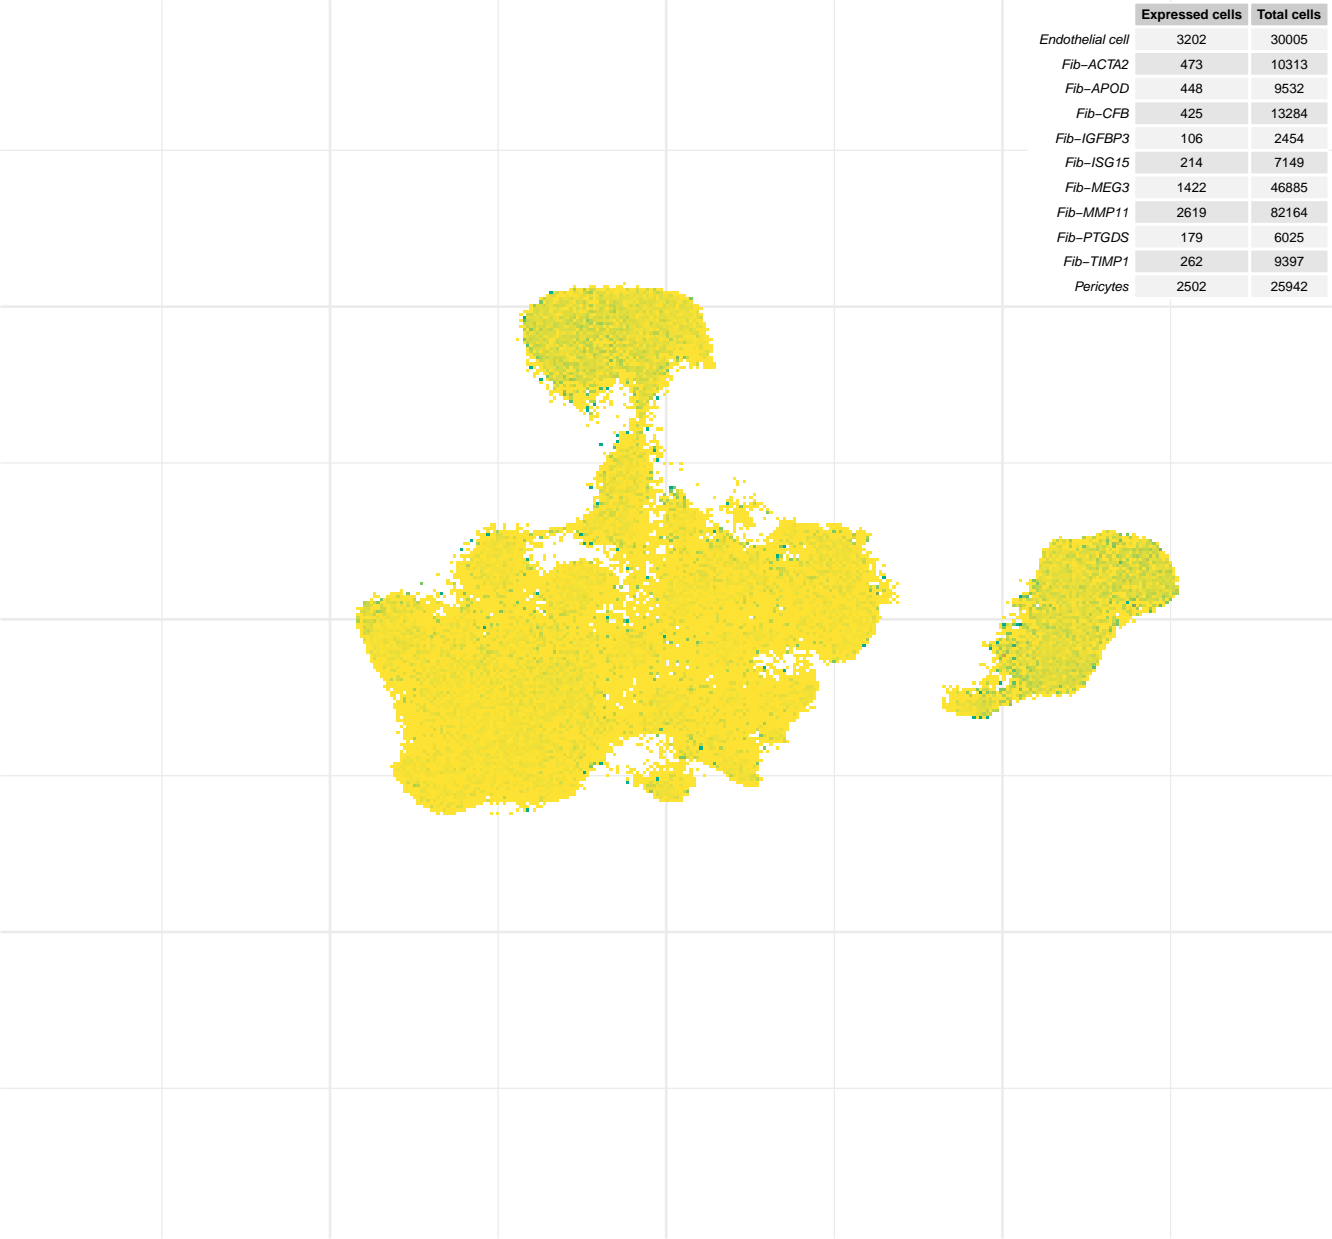 Expressed cells Total cells
Endothelial cell 3202 30005
Fib−ACTA2 473 10313
Fib−APOD 448 9532
Fib−CFB 425 13284
Fib−IGFBP3 106 2454
Fib−ISG15 214 7149
Fib−MEG3 1422 46885
Fib−MMP11 2619 82164
Fib−PTGDS 179 6025
Fib−TIMP1 262 9397
Pericytes 2502 25942